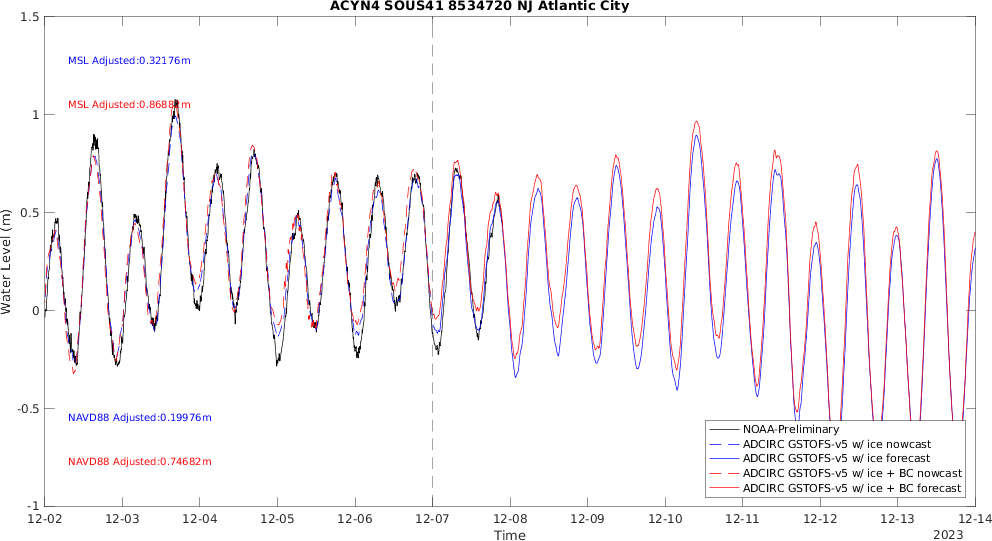 ACYN4 SOUS41 8534720 NJ Atlantic City
1.5
1
0.5
0
-0.5
-1
Water Level (m)
MSL Adjusted:0.32176m
MSL Adjusted:
NAVD88 Adjusted:0.19976m
NAVD88 Adjusted:0.74682m
NOAA-Preliminary
ADCIRC GSTOFS-v5 w/ ice nowcast
ADCIRC GSTOFS-v5 w/ ice forecast
ADCIRC GSTOFS-v5 w/ ice + BC nowcast
ADCIRC GSTOFS-v5 w/ ice + BC forecast
12-02 12-03 12-04 12-05 12-06 12-07 12-08 12-09 12-10 12-11 12-12 12-13 12-14
Time
2023